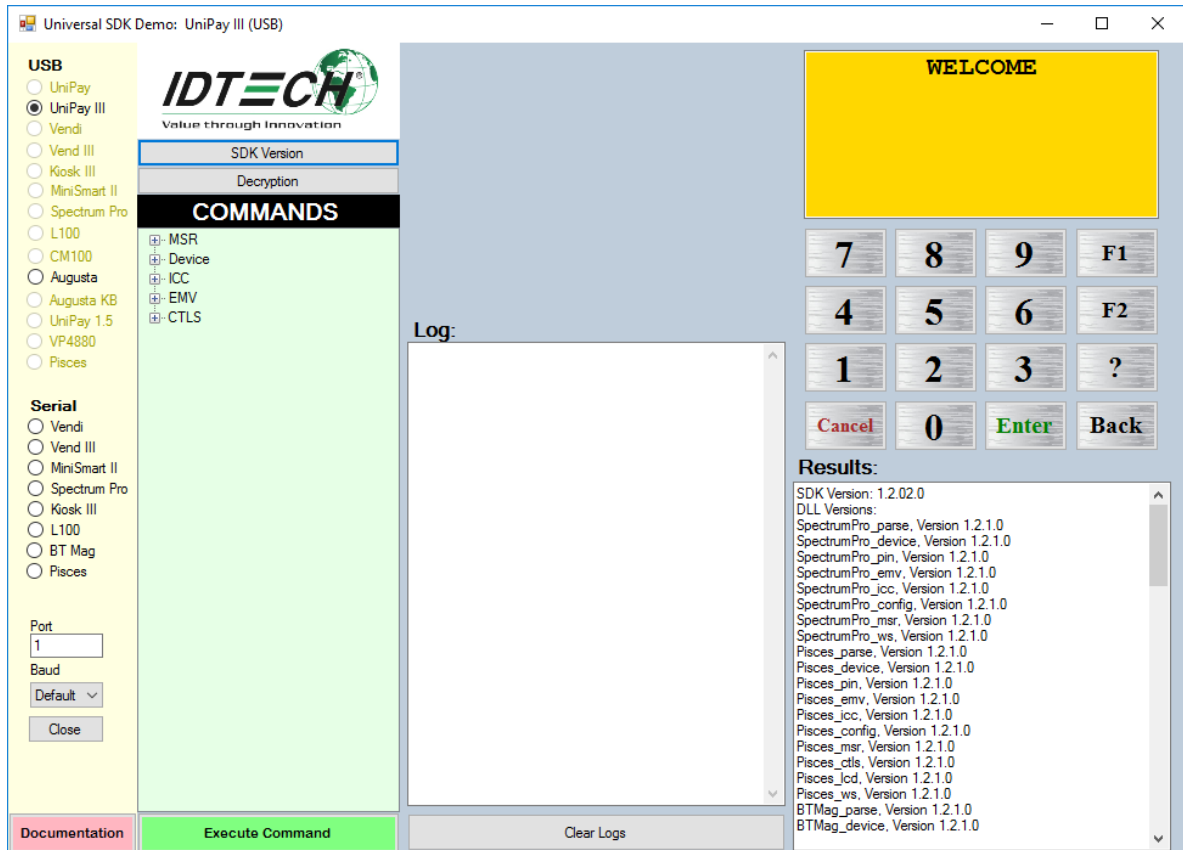 Universal SDK Demo: UniPay III (USB)
USB
UniPay
UniPay III
Vendi
Vend III
Kiosk III
MiniSmart II
Spectrum Pro
L100
CM100
Augusta
Augusta KB
UniPay 1.5
VP4880
Pisces
Serial
Vendi
Vend III
MiniSmart II
Spectrum Pro
Kiosk III
L100
BT Mag
Pisces
Port
1
Baud
Default
Close
Documentation
IDTECH®
Value through Innovation
SDK Version
Decryption
COMMANDS
MSR
Device
ICC
EMV
CTLS
Execute Command
Log:
Clear Logs
WELCOME
7 8 9 F1
4 5 6 F2
1 2 3 ?
Cancel 0 Enter Back
Results:
SDK Version: 1.2.02.0
DLL Versions:
SpectrumPro_parse, Version 1.2.1.0
SpectrumPro_device, Version 1.2.1.0
SpectrumPro_pin, Version 1.2.1.0
SpectrumPro_emv, Version 1.2.1.0
SpectrumPro_icc, Version 1.2.1.0
SpectrumPro_config, Version 1.2.1.0
SpectrumPro_msr, Version 1.2.1.0
SpectrumPro_ws, Version 1.2.1.0
Pisces_parse, Version 1.2.1.0
Pisces_device, Version 1.2.1.0
Pisces_pin, Version 1.2.1.0
Pisces_emv, Version 1.2.1.0
Pisces_icc, Version 1.2.1.0
Pisces_config, Version 1.2.1.0
Pisces_msr, Version 1.2.1.0
Pisces_ctls, Version 1.2.1.0
Pisces_lcd, Version 1.2.1.0
Pisces_ws, Version 1.2.1.0
BTMag_parse, Version 1.2.1.0
BTMag_device, Version 1.2.1.0